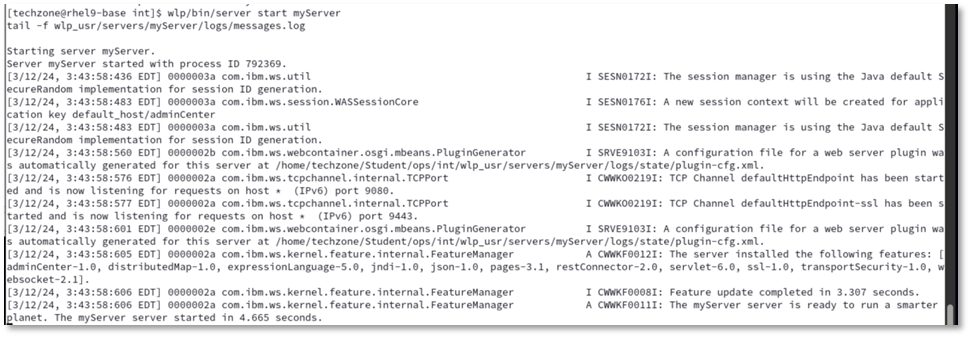 [techzone@rhel9-base int]$ wlp/bin/server start myServer
tail -f wlp_usr/servers/myServer/logs/messages.log
Starting server myServer.
Server myServer started with process ID 792369.
[3/12/24, 3:43:58:436 EDT] 0000003a com.ibm.ws.util I SESN0172I: The session manager is using the Java default S
ecureRandom implementation for session ID generation.
[3/12/24, 3:43:58:483 EDT] 0000003a com.ibm.ws.session.WASSessionCore I SESN0176I: A new session context will be created for appli
cation key default_host/adminCenter
[3/12/24, 3:43:58:483 EDT] 0000003a com.ibm.ws.util I SESN0172I: The session manager is using the Java default S
ecureRandom implementation for session ID generation.
[3/12/24, 3:43:58:560 EDT] 0000002b com.ibm.ws.webcontainer.osgi.mbeans.PluginGenerator I SRVE9103I: A configuration file for a web server plugin wa
s automatically generated for this server at /home/techzone/Student/ops/int/wlp_usr/servers/myServer/logs/state/plugin-cfg.xml.
[3/12/24, 3:43:58:576 EDT] 0000002a com.ibm.ws.tcpchannel.internal.TCPPort I CWWKO0219I: TCP Channel defaultHttpEndpoint has been start
ed and is now listening for requests on host * (IPv6) port 9080.
[3/12/24, 3:43:58:577 EDT] 0000002a com.ibm.ws.tcpchannel.internal.TCPPort I CWWKO0219I: TCP Channel defaultHttpEndpoint-ssl has been s
tarted and is now listening for requests on host * (IPv6) port 9443.
[3/12/24, 3:43:58:601 EDT] 0000002e com.ibm.ws.webcontainer.osgi.mbeans.PluginGenerator I SRVE9103I: A configuration file for a web server plugin wa
s automatically generated for this server at /home/techzone/Student/ops/int/wlp_usr/servers/myServer/logs/state/plugin-cfg.xml.
[3/12/24, 3:43:58:605 EDT] 0000002a com.ibm.ws.kernel.feature.internal.FeatureManager A CWWKF0012I: The server installed the following features: [
adminCenter-1.0, distributedMap-1.0, expressionLanguage-5.0, jndi-1.0, json-1.0, pages-3.1, restConnector-2.0, servlet-6.0, ssl-1.0, transportSecurity-1.0, w
ebsocket-2.1].
[3/12/24, 3:43:58:606 EDT] 0000002a com.ibm.ws.kernel.feature.internal.FeatureManager I CWWKF0008I: Feature update completed in 3.307 seconds.
[3/12/24, 3:43:58:606 EDT] 0000002a com.ibm.ws.kernel.feature.internal.FeatureManager A CWWKF0011I: The myServer server is ready to run a smarter
planet. The myServer server started in 4.665 seconds.